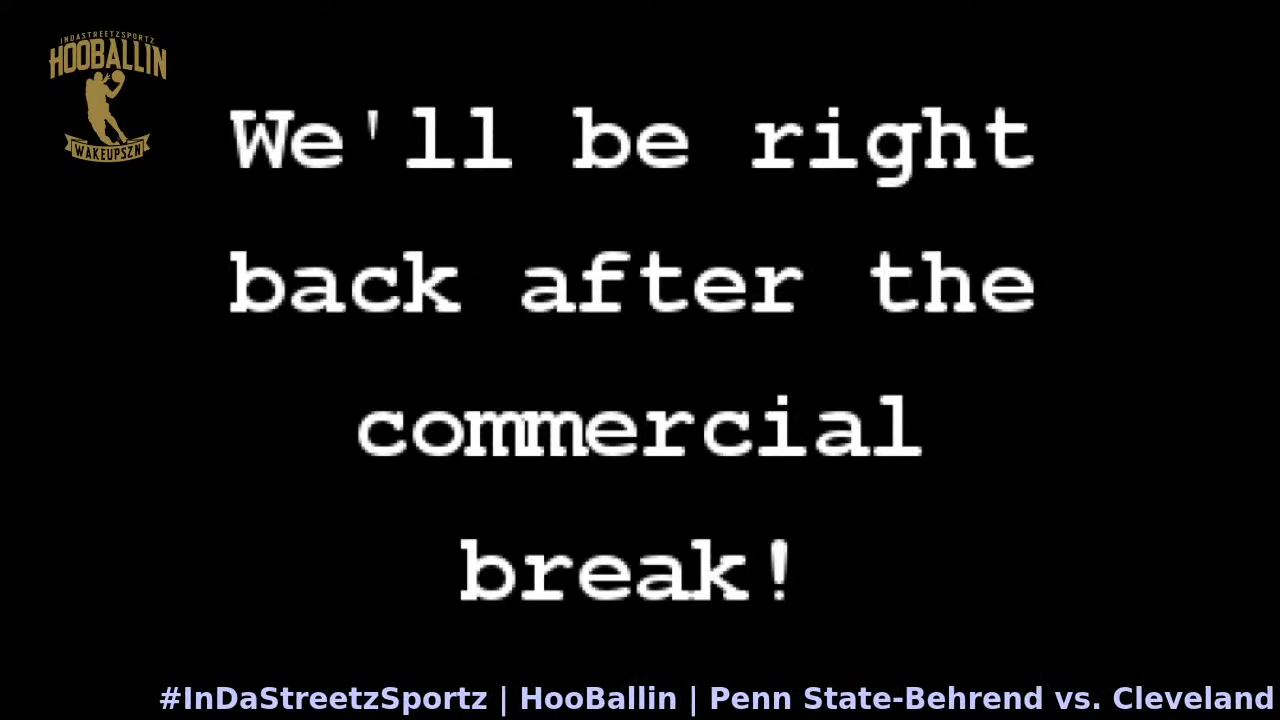 INDASTREETZSPORTZ
HOOBALLIN
WAKEUPSZN
We'll be right
back after the
commercial
break!
#InDaStreetzSportz | HooBallin | Penn State-Behrend vs. Cleveland